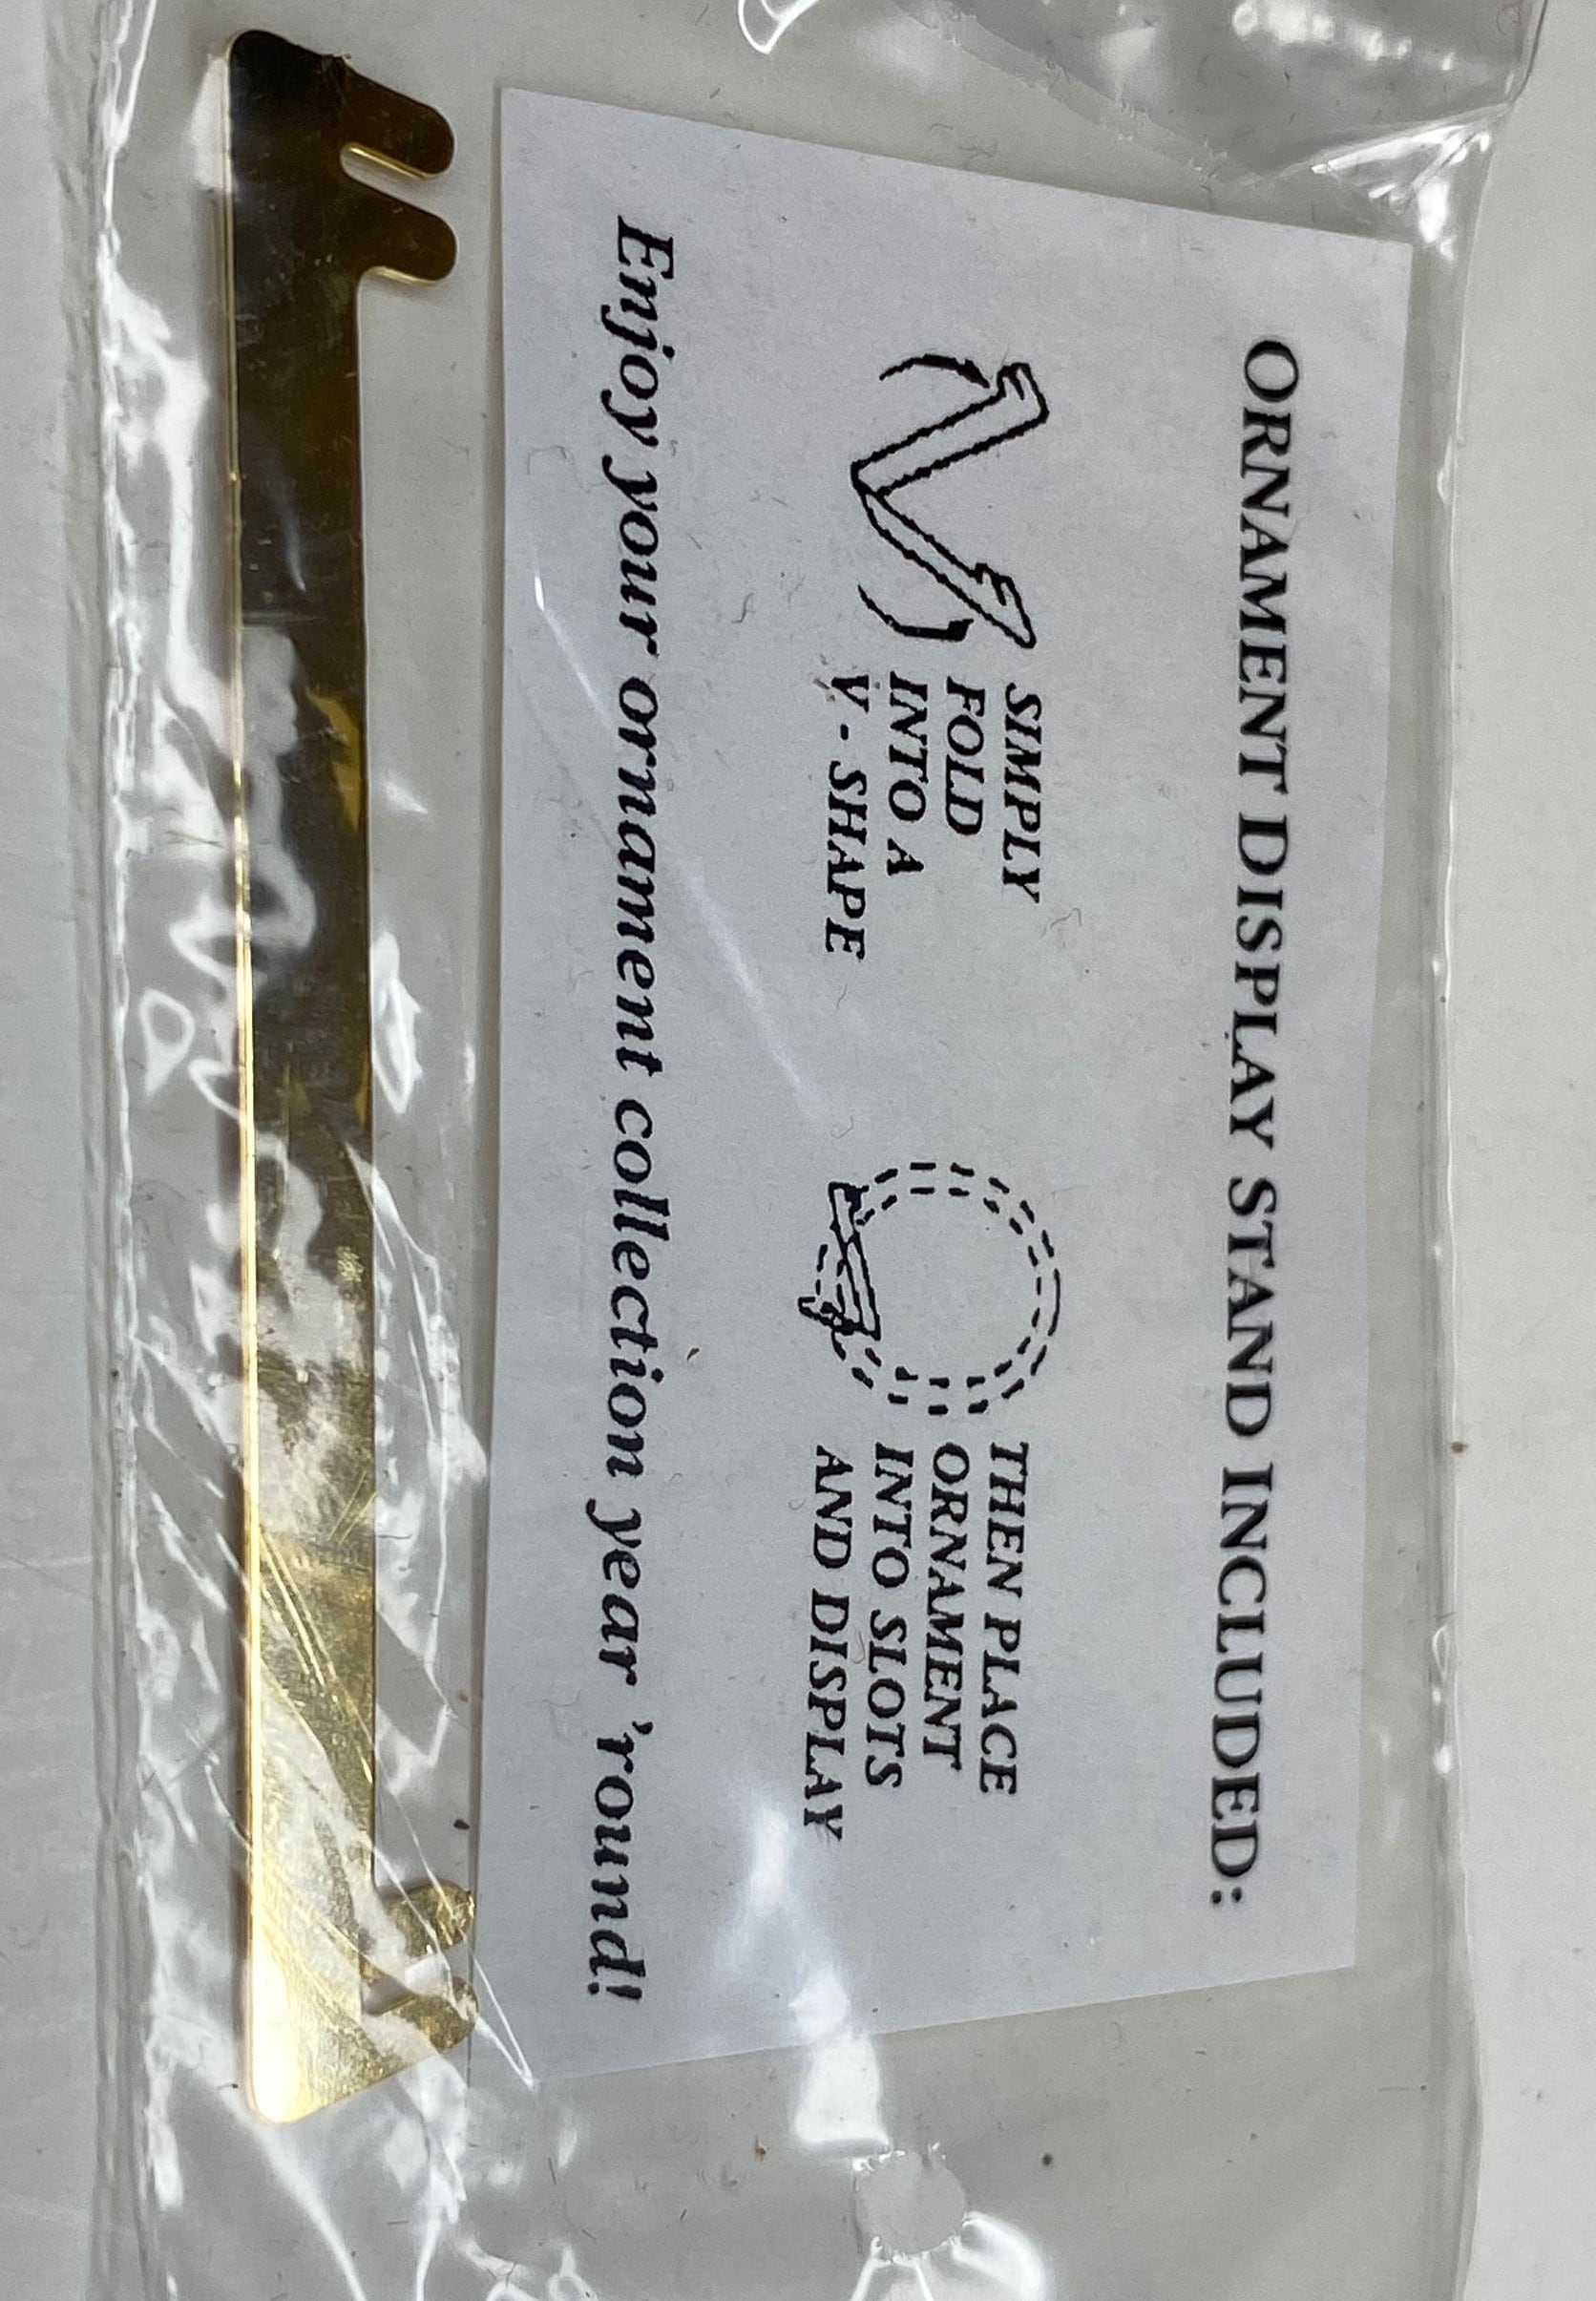 ORNAMENT DISPLAY STAND INCLUDED:
SIMPLY
FOLD
INTO A
V - SHAPE
THEN PLACE
ORNAMENT
INTO SLOTS
AND DISPLAY
Enjoy your ornament collection year 'round!